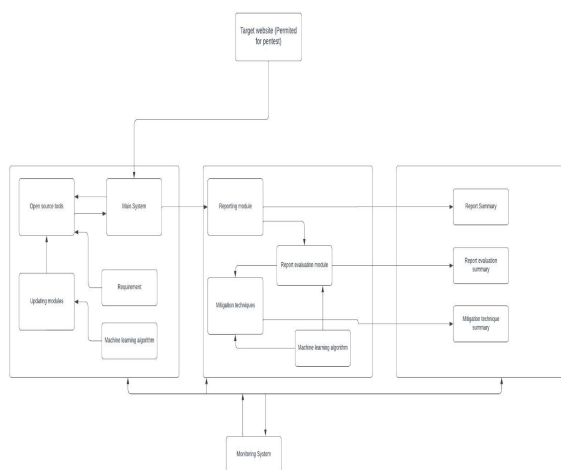 Target website (Permited
for pentest)
Open source tools
Main System
Reporting module
Report Summary
Report evaluation module
Report evaluation
summary
Updating modules
Requirement
Mitigation techniques
Mitigation technique
summary
Machine learning algorithm
Machine learning algorithm
Monitoring System